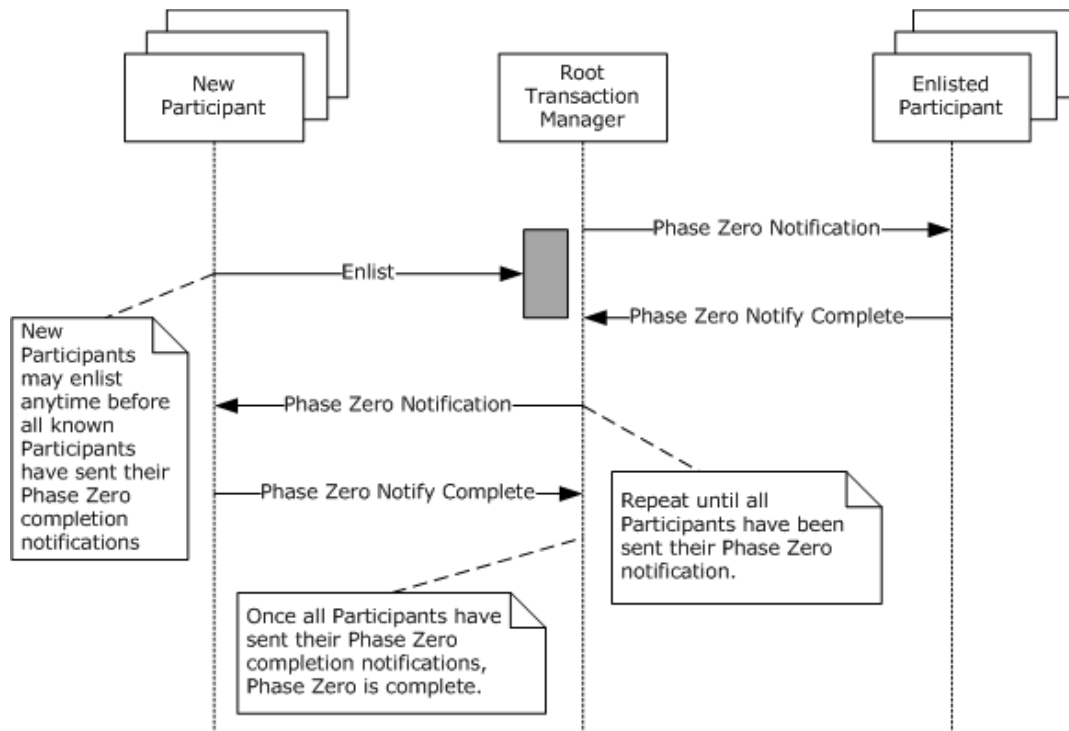 New
Participant
Root
Transaction
Manager
Enlisted
Participant
Phase Zero Notification
Enlist
Phase Zero Notify Complete
New
Participants
may enlist
anytime before
all known
Participants
have sent their
Phase Zero
completion
notifications
Phase Zero Notification
Phase Zero Notify Complete
Repeat until all
Participants have been
sent their Phase Zero
notification.
Once all Participants have
sent their Phase Zero
completion notifications,
Phase Zero is complete.